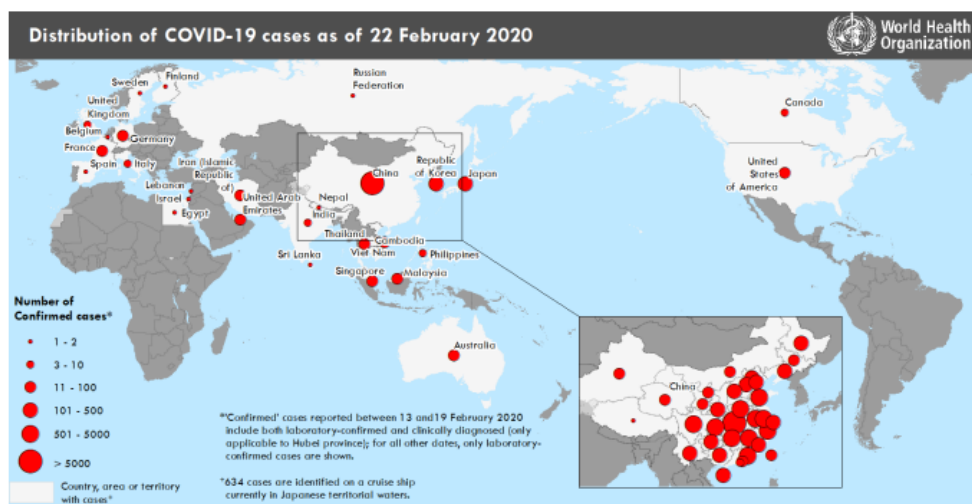 Distribution of COVID-19 cases as of 22 February 2020
World Health
Organization
Finland
Sweden
Russian
Federation
United
Kingdom
Canada
Belgium
Germany
France
Spain
Italy
Iran (Islamic
Republic
of)
China
Republic
of Korea
Japan
United
States
of America
Lebanon
Israel
Egypt
United Arab
Emirates
Nepal
India
Thailand
Cambodia
Viet Nam
Sri Lanka
Philippines
Singapore
Malaysia
Australia
China
Number of
Confirmed cases*
1 - 2
3 - 10
11 - 100
101 - 500
501 - 5000
> 5000
Country, area or territory
with cases*
*'Confirmed' cases reported between 13 and19 February 2020
include both laboratory-confirmed and clinically diagnosed (only
applicable to Hubei province); for all other dates, only laboratory-
confirmed cases are shown.
*634 cases are identified on a cruise ship
currently in Japanese territorial waters.